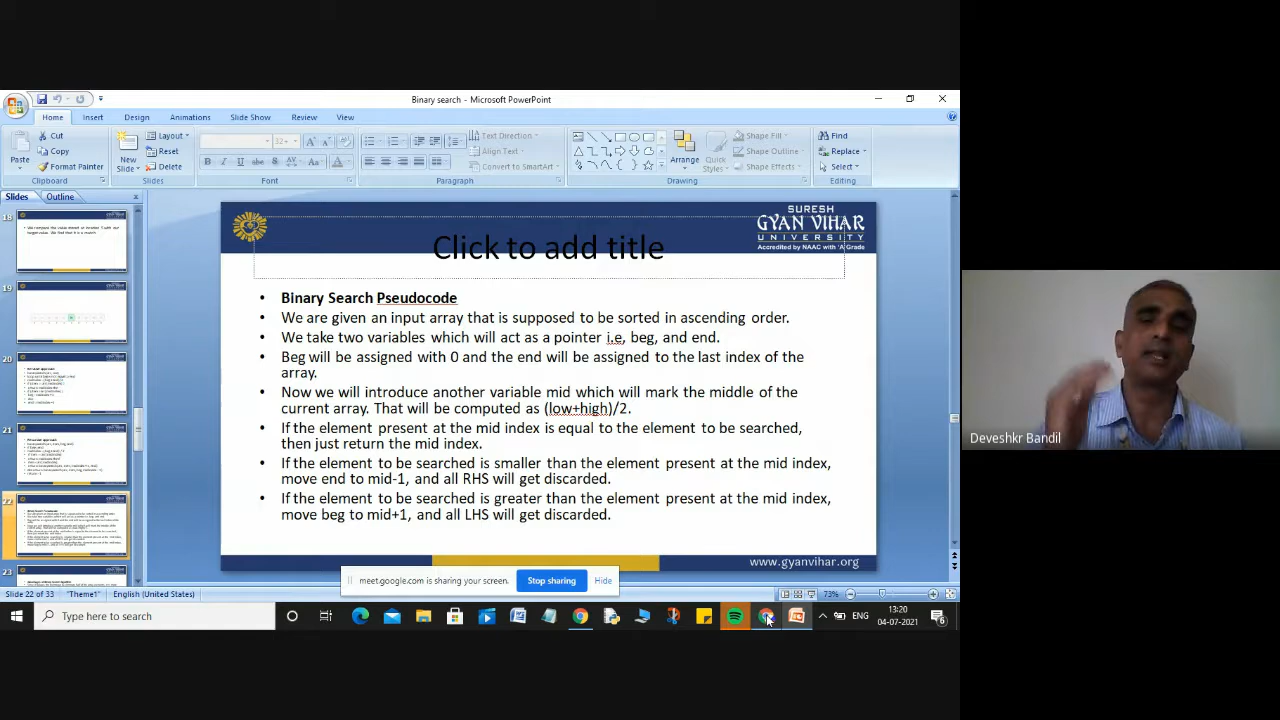 Binary search - Microsoft PowerPoint
Home Insert Design Animations Slide Show Review View
Cut
Copy
Format Painter
Paste
Clipboard
New
Slide
Layout
Reset
Delete
Slides
Font
Paragraph
Text Direction
Align Text
Convert to SmartArt
Arrange
Quick
Styles
Shape Fill
Shape Outline
Shape Effects
Drawing
Find
Replace
Select
Editing
Slides Outline
18
19
20
21
22
23
SURESH
GYAN VIHAR
UNIVERSITY
Accredited by NAAC with 'A' Grade
Click to add title
• Binary Search Pseudocode
• We are given an input array that is supposed to be sorted in ascending order.
• We take two variables which will act as a pointer i.e, beg, and end.
• Beg will be assigned with 0 and the end will be assigned to the last index of the
array.
• Now we will introduce another variable mid which will mark the middle of the
current array. That will be computed as (low+high)/2.
• If the element present at the mid index is equal to the element to be searched,
then just return the mid index.
• If the element to be searched is smaller than the element present at the mid index,
move end to mid-1, and all RHS will get discarded.
• If the element to be searched is greater than the element present at the mid index,
move beg to mid+1, and all LHS will get discarded.
www.gyanvihar.org
meet.google.com is sharing your screen. Stop sharing Hide
Slide 22 of 33 "Theme1" English (United States) 73%
Type here to search
ENG
13:20
04-07-2021
6
Deveshkr Bandil